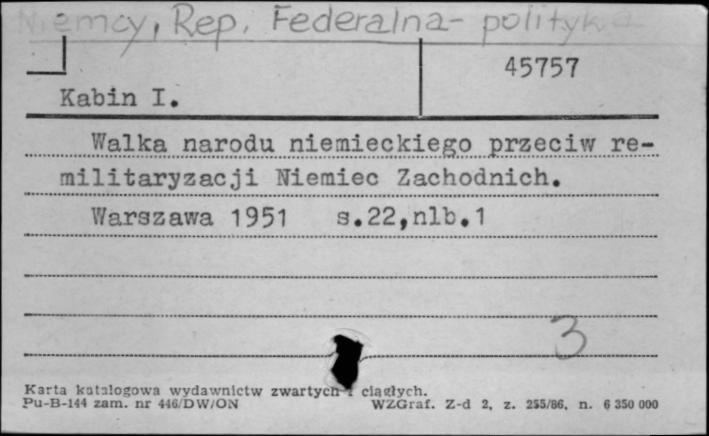 Niemcy, Rep. Federalna - polityka
45757
Kabin I.
Walka narodu niemieckiego przeciw re-
militaryzacji Niemiec Zachodnich.
Warszawa 1951 s.22,nlb.1
3
Karta katalogowa wydawnictw zwartych i ciągłych.
Pu-B-144 zam. nr 446/DW/ON WZGraf. Z-d 2, z. 255/86, n. 6 350 000